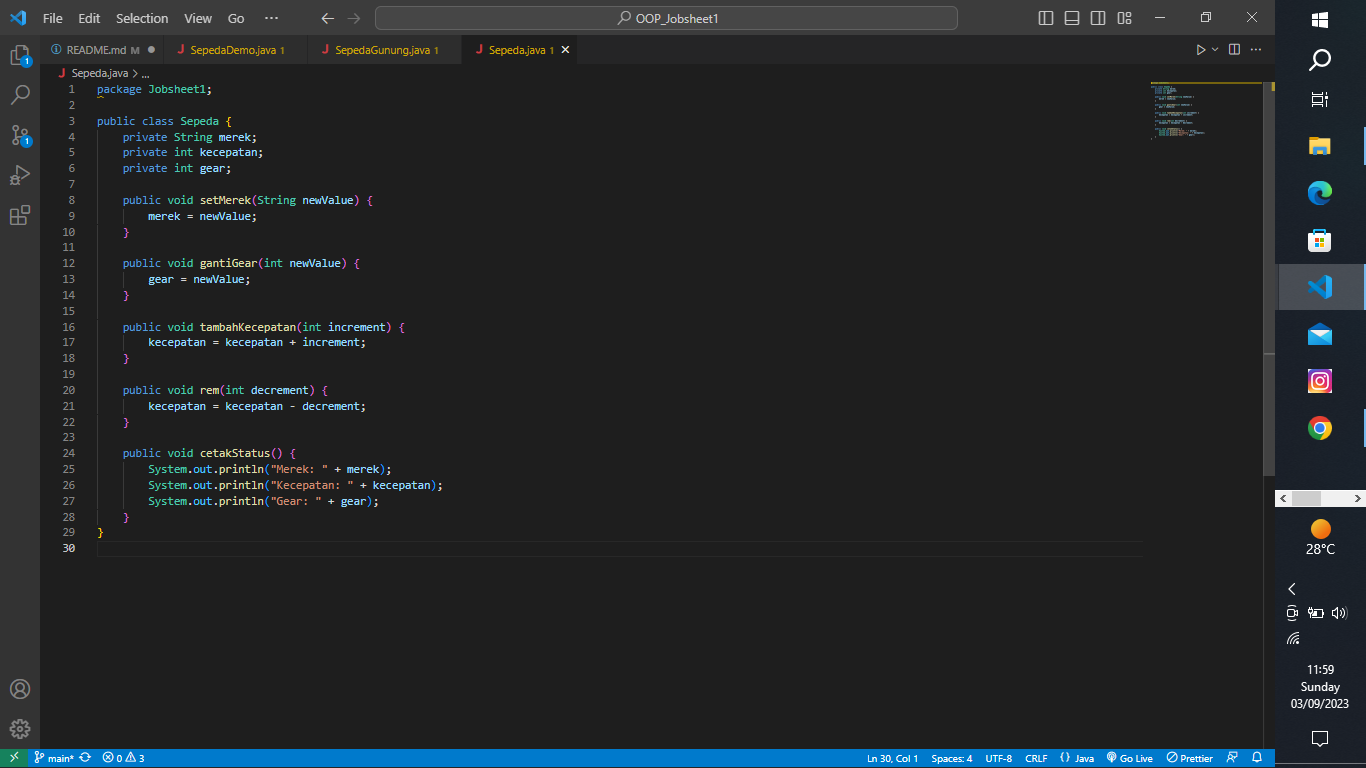 File Edit Selection View Go ··· OOP_Jobsheet1
README.md M SepedaDemo.java 1 SepedaGunung.java 1 Sepeda.java 1
Sepeda.java > ...
1 package Jobsheet1;
2
3 public class Sepeda {
4 private String merek;
5 private int kecepatan;
6 private int gear;
7
8 public void setMerek(String newValue) {
9 merek = newValue;
10 }
11
12 public void gantiGear(int newValue) {
13 gear = newValue;
14 }
15
16 public void tambahKecepatan(int increment) {
17 kecepatan = kecepatan + increment;
18 }
19
20 public void rem(int decrement) {
21 kecepatan = kecepatan - decrement;
22 }
23
24 public void cetakStatus() {
25 System.out.println("Merek: " + merek);
26 System.out.println("Kecepatan: " + kecepatan);
27 System.out.println("Gear: " + gear);
28 }
29 }
30
1
1
main* 0 3 Ln 30, Col 1 Spaces: 4 UTF-8 CRLF {} Java Go Live Prettier
28°C
11:59
Sunday
03/09/2023